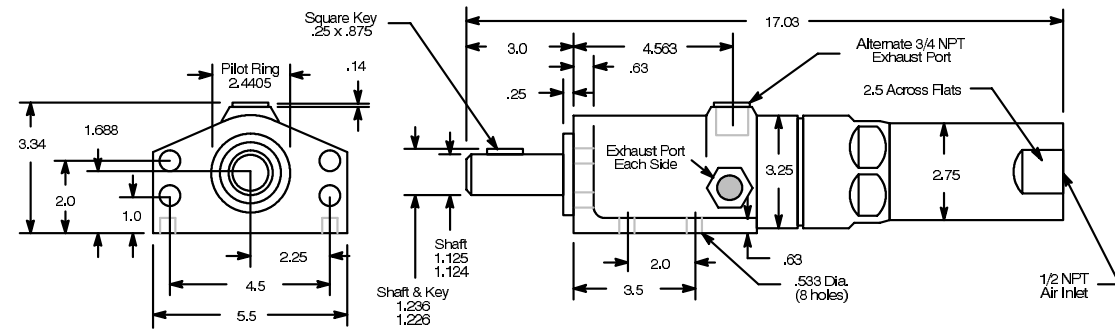 Square Key
.25 x .875
17.03
3.0
4.563
Alternate 3/4 NPT
Exhaust Port
Pilot Ring
2.4405
.14
.63
.25
2.5 Across Flats
1.688
3.34
Exhaust Port
Each Side
3.25
2.75
2.0
1.0
Shaft
1.125
1.124
2.25
2.0
.63
4.5
3.5
.533 Dia.
(8 holes)
1/2 NPT
Air Inlet
Shaft & Key
1.236
1.226
5.5